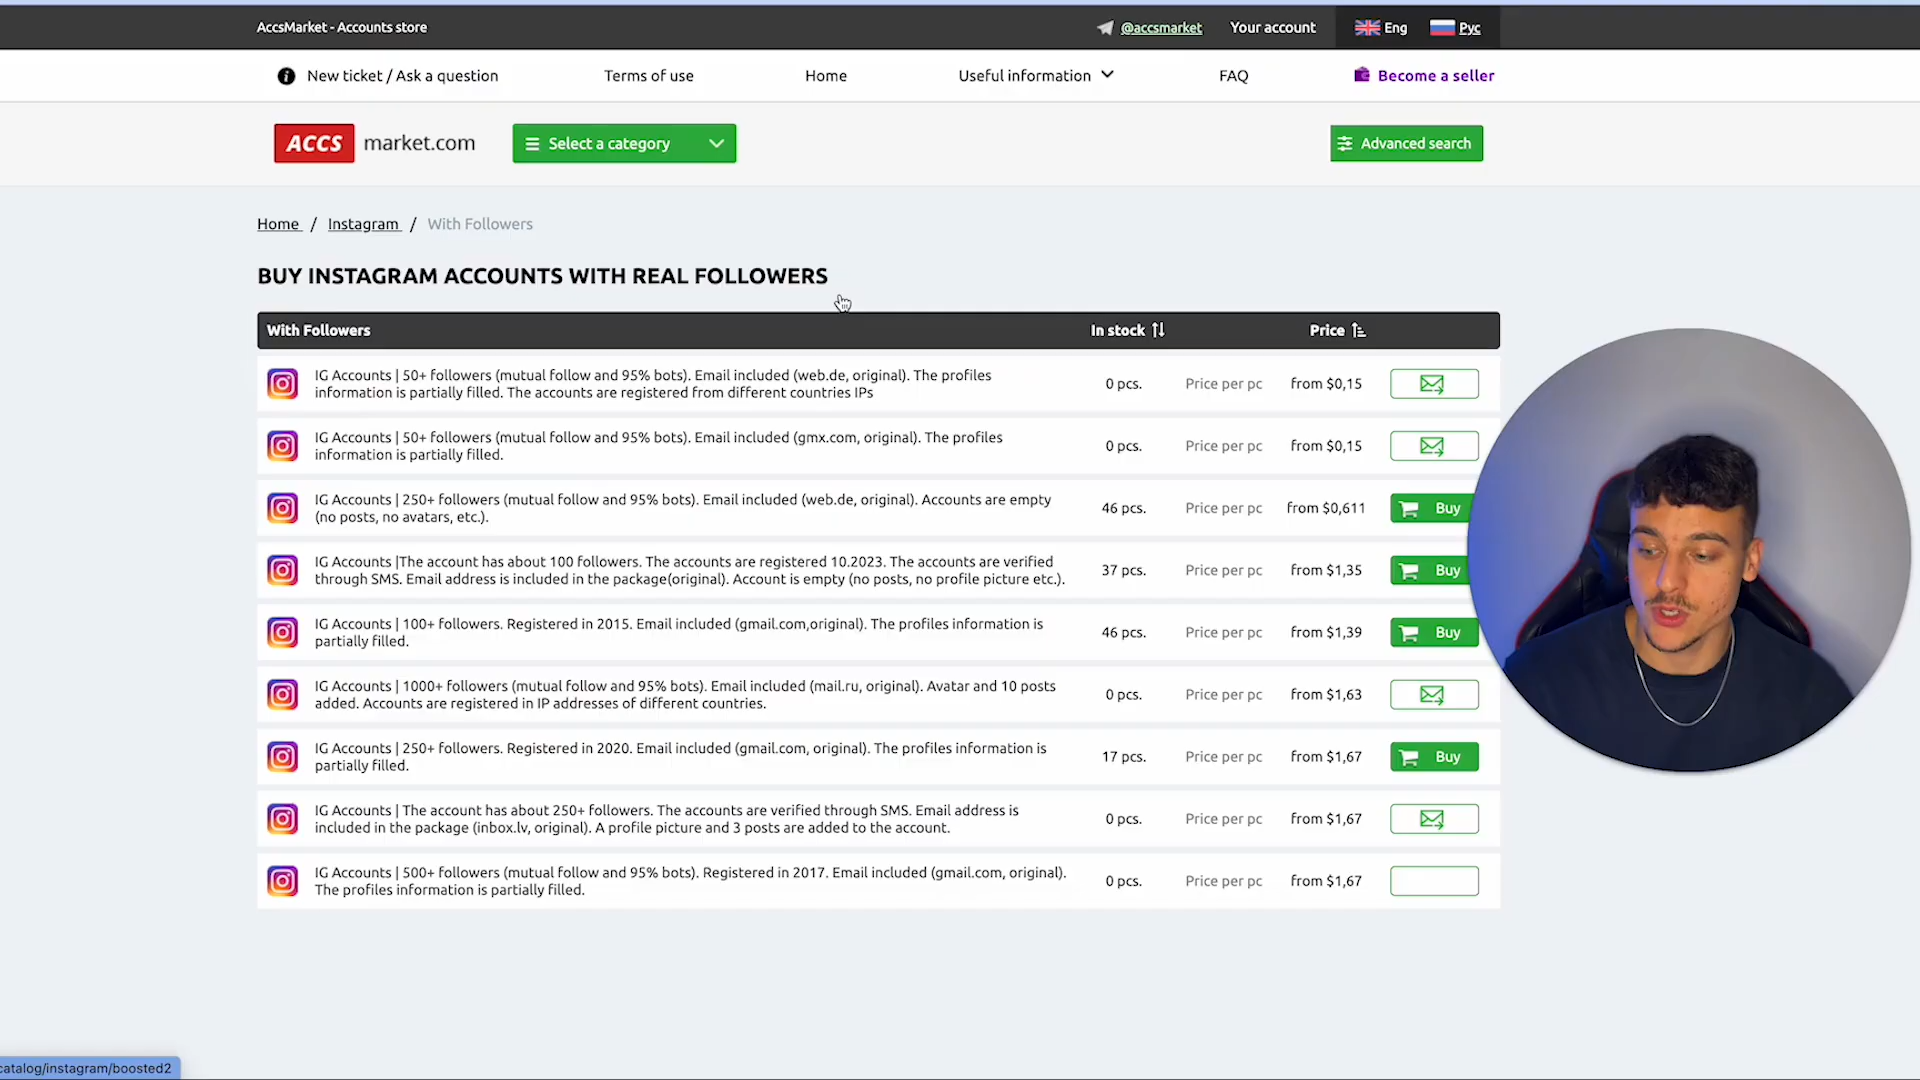 AccsMarket - Accounts store
@accsmarket
Your account
Eng
Рус
New ticket / Ask a question
Terms of use
Home
Useful information
FAQ
Become a seller
ACCS market.com
Select a category
Advanced search
Home / Instagram / With Followers
BUY INSTAGRAM ACCOUNTS WITH REAL FOLLOWERS
With Followers
In stock
Price
IG Accounts | 50+ followers (mutual follow and 95% bots). Email included (web.de, original). The profiles
information is partially filled. The accounts are registered from different countries IPs
0 pcs.
Price per pc
from $0,15
IG Accounts | 50+ followers (mutual follow and 95% bots). Email included (gmx.com, original). The profiles
information is partially filled.
0 pcs.
Price per pc
from $0,15
IG Accounts | 250+ followers (mutual follow and 95% bots). Email included (web.de, original). Accounts are empty
(no posts, no avatars, etc.).
46 pcs.
Price per pc
from $0,611
Buy
IG Accounts |The account has about 100 followers. The accounts are registered 10.2023. The accounts are verified
through SMS. Email address is included in the package(original). Account is empty (no posts, no profile picture etc.).
37 pcs.
Price per pc
from $1,35
Buy
IG Accounts | 100+ followers. Registered in 2015. Email included (gmail.com,original). The profiles information is
partially filled.
46 pcs.
Price per pc
from $1,39
Buy
IG Accounts | 1000+ followers (mutual follow and 95% bots). Email included (mail.ru, original). Avatar and 10 posts
added. Accounts are registered in IP addresses of different countries.
0 pcs.
Price per pc
from $1,63
IG Accounts | 250+ followers. Registered in 2020. Email included (gmail.com, original). The profiles information is
partially filled.
17 pcs.
Price per pc
from $1,67
Buy
IG Accounts | The account has about 250+ followers. The accounts are verified through SMS. Email address is
included in the package (inbox.lv, original). A profile picture and 3 posts are added to the account.
0 pcs.
Price per pc
from $1,67
IG Accounts | 500+ followers (mutual follow and 95% bots). Registered in 2017. Email included (gmail.com, original).
The profiles information is partially filled.
0 pcs.
Price per pc
from $1,67
catalog/instagram/boosted2